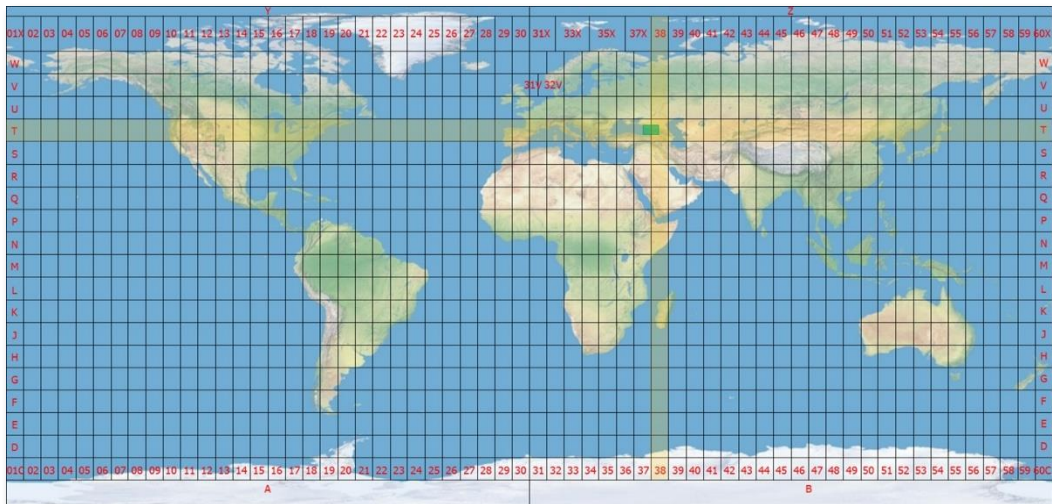 Y Z
01X 02 03 04 05 06 07 08 09 10 11 12 13 14 15 16 17 18 19 20 21 22 23 24 25 26 27 28 29 30 31X 33X 35X 37X 38 39 40 41 42 43 44 45 46 47 48 49 50 51 52 53 54 55 56 57 58 59 60X
W W
V 31V 32V V
U U
T T
S S
R R
Q Q
P P
N N
M M
L L
K K
J J
H H
G G
F F
E E
D D
01C 02 03 04 05 06 07 08 09 10 11 12 13 14 15 16 17 18 19 20 21 22 23 24 25 26 27 28 29 30 31 32 33 34 35 36 37 38 39 40 41 42 43 44 45 46 47 48 49 50 51 52 53 54 55 56 57 58 59 60C
A B